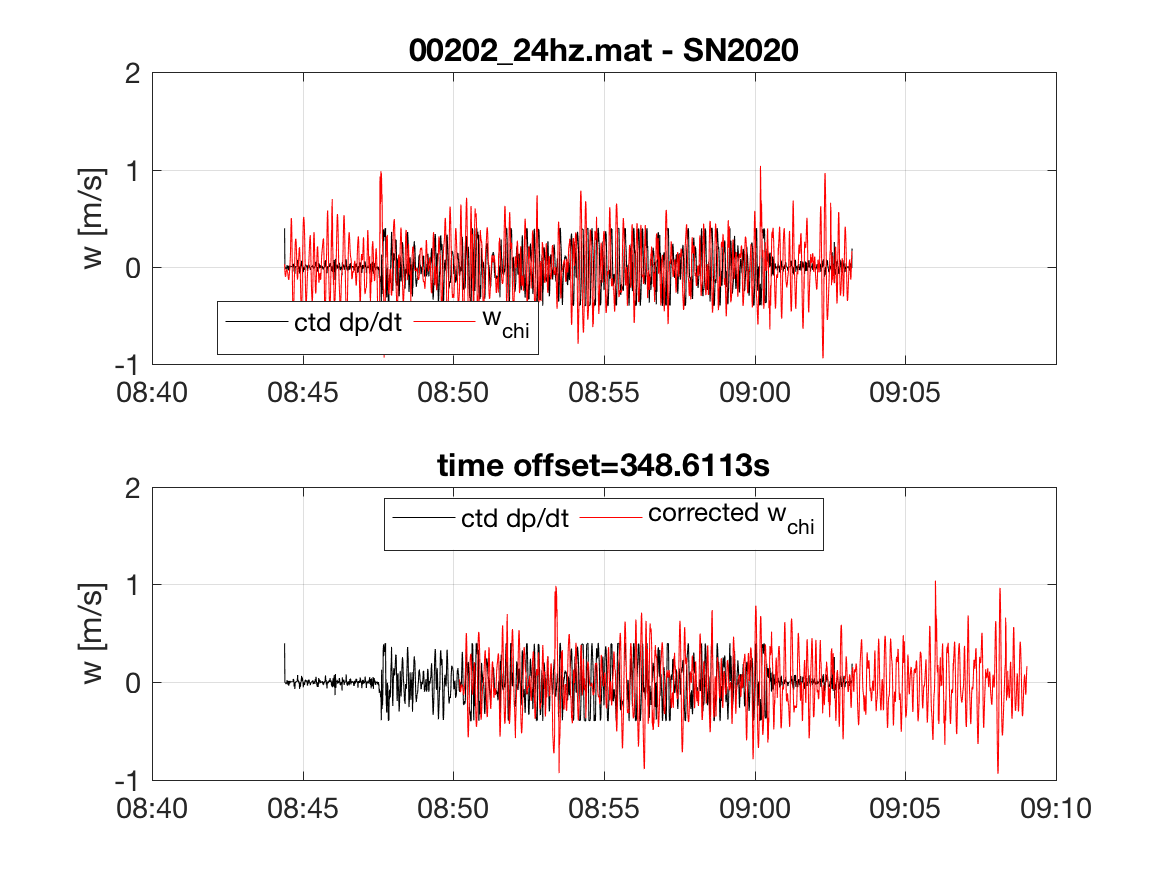 00202_24hz.mat - SN2020
w [m/s]
2
1
0
-1
ctd dp/dt w_chi
08:40 08:45 08:50 08:55 09:00 09:05
time offset=348.6113s
w [m/s]
2
1
0
-1
ctd dp/dt corrected w_chi
08:40 08:45 08:50 08:55 09:00 09:05 09:10